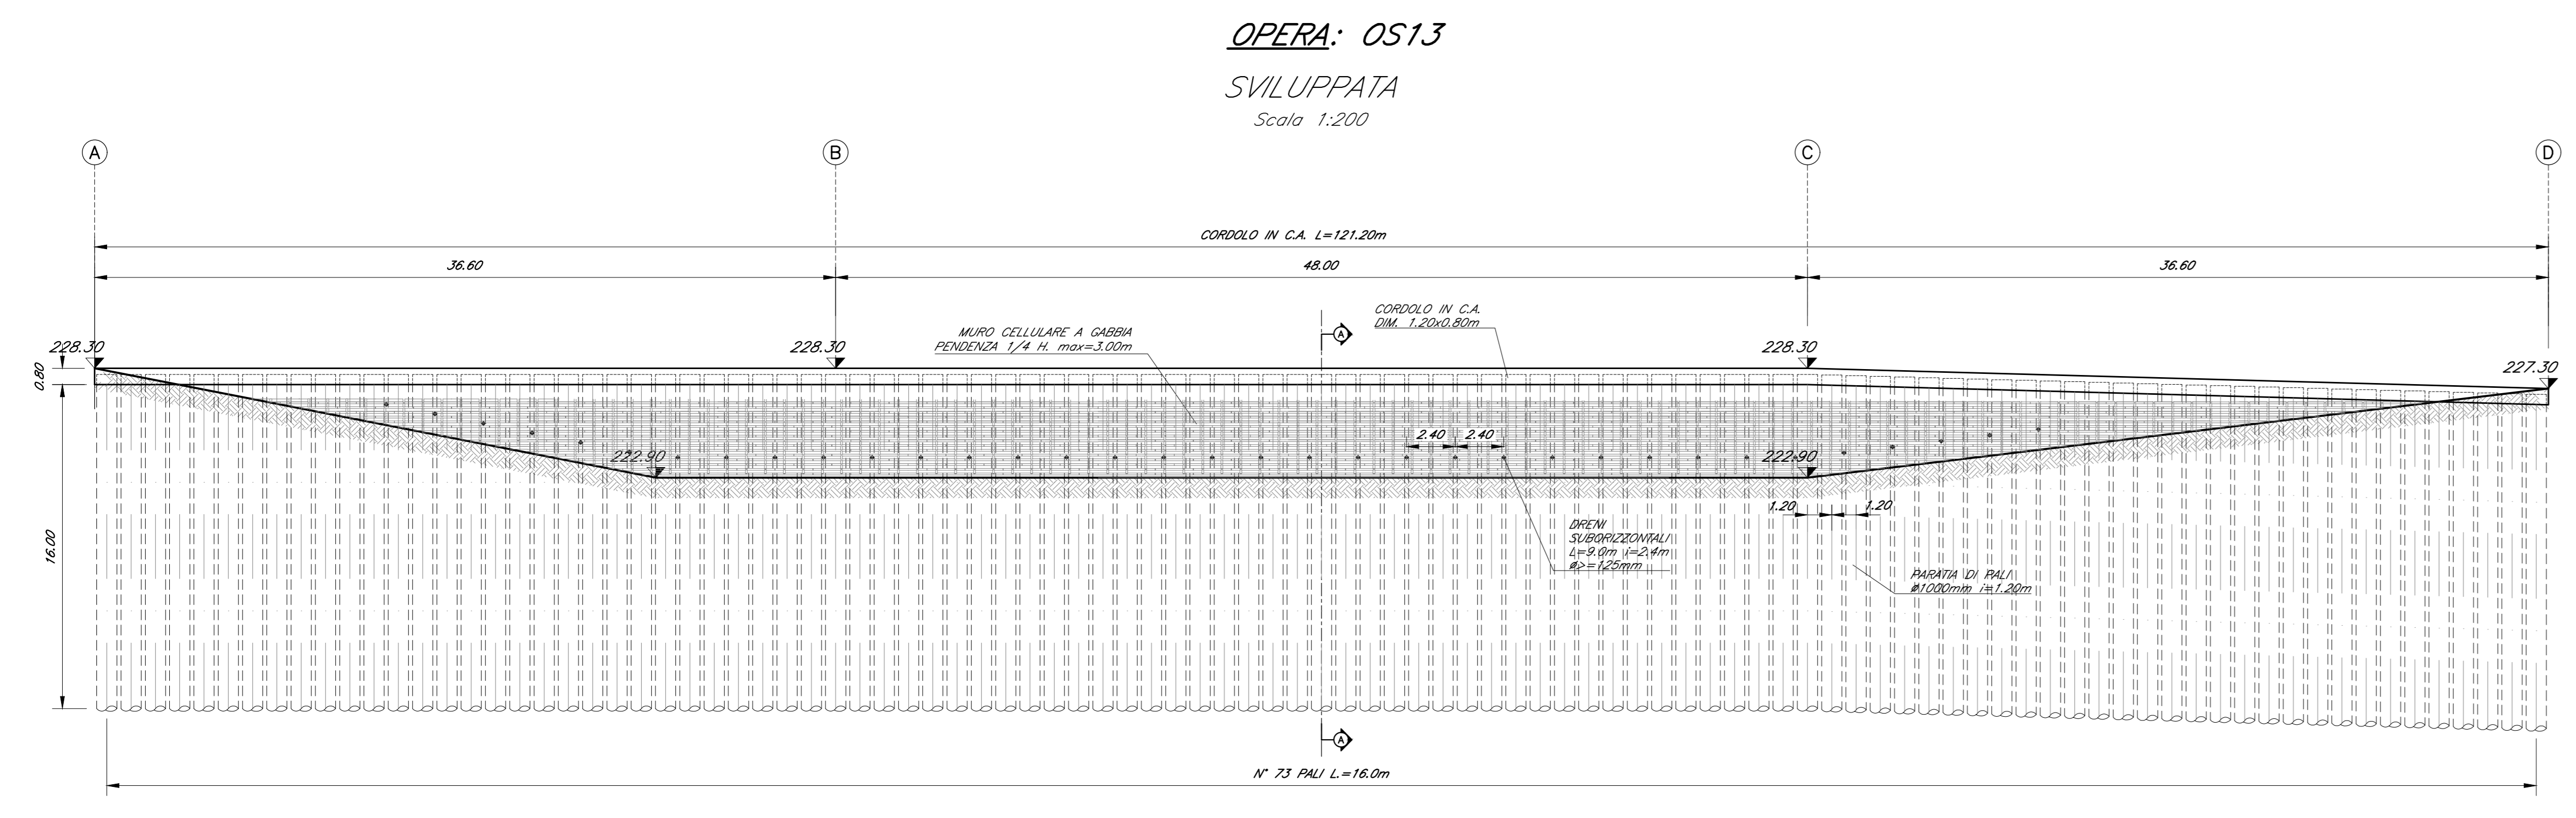 OPERA: OS13
SVILUPPATA
Scala 1:200
A
B
C
D
CORDOLO IN C.A. L=121.20m
36.60
48.00
36.60
CORDOLO IN C.A.
DIM. 1.20x0.80m
MURO CELLULARE A GABBIA
PENDENZA 1/4 H. max=3.00m
A
228.30
228.30
228.30
227.30
0.80
2.40
2.40
222.90
222.90
1.20
1.20
16.00
DRENI
SUBORIZZONTALI
L=9.0m i=2.4m
ø>=125mm
PARATIA DI PALI
ø1000mm i=1.20m
A
N° 73 PALI L.=16.0m